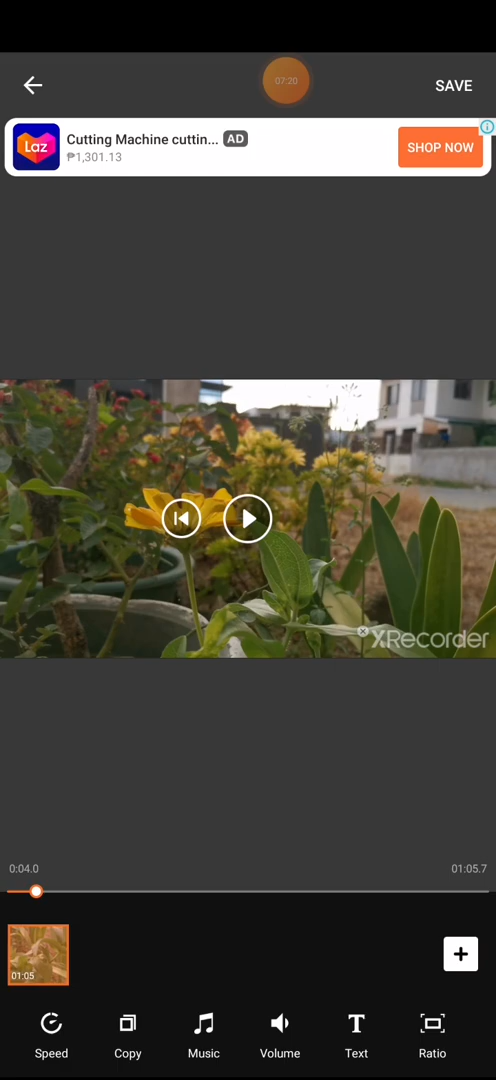 07:20
SAVE
Laz
Cutting Machine cuttin... AD
₱1,301.13
SHOP NOW
XRecorder
0:04.0
01:05.7
01:05
Speed
Copy
Music
Volume
Text
Ratio